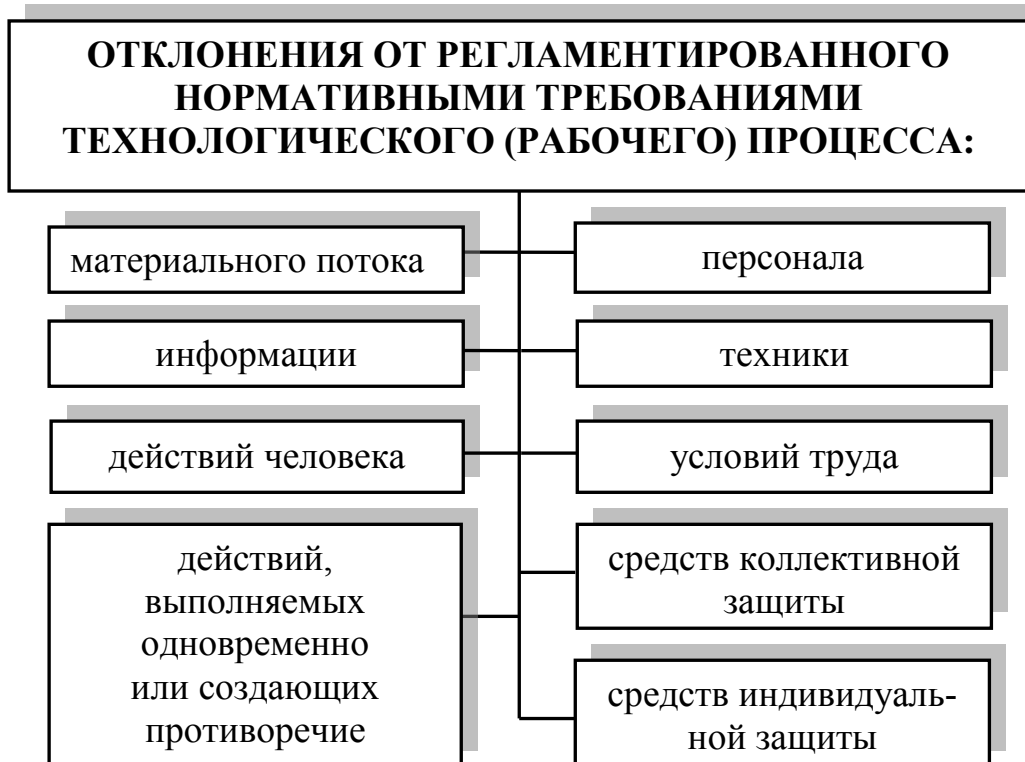 ОТКЛОНЕНИЯ ОТ РЕГЛАМЕНТИРОВАННОГО
НОРМАТИВНЫМИ ТРЕБОВАНИЯМИ
ТЕХНОЛОГИЧЕСКОГО (РАБОЧЕГО) ПРОЦЕССА:
материального потока
информации
действий человека
действий,
выполняемых
одновременно
или создающих
противоречие
персонала
техники
условий труда
средств коллективной
защиты
средств индивидуаль-
ной защиты